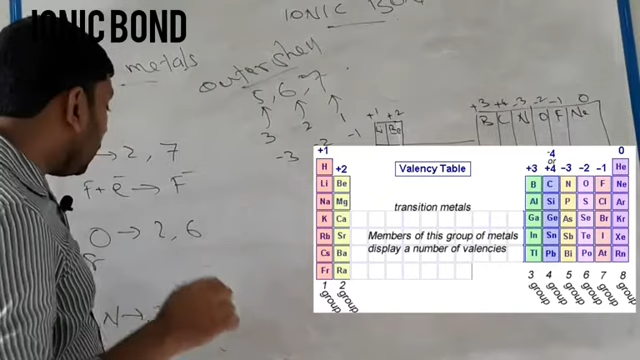 IONIC BOND
IONIC BON
metals
outershell
5, 6, 7
3 2 1
-3 -2 -1
+1 +2
Li Be
+3 +4 -3 -2 -1 0
B C N O F Ne
→ 2, 7
F + e̅ → F⁻
O → 2, 6
N →
Valency Table
+1 +2 +3 -4 or +4 -3 -2 -1 0
H He
Li Be B C N O F Ne
Na Mg Al Si P S Cl Ar
K Ca transition metals Ga Ge As Se Br Kr
Rb Sr Members of this group of metals In Sn Sb Te I Xe
Cs Ba display a number of valencies Tl Pb Bi Po At Rn
Fr Ra
1 2 3 4 5 6 7 8
group group group group group group group group